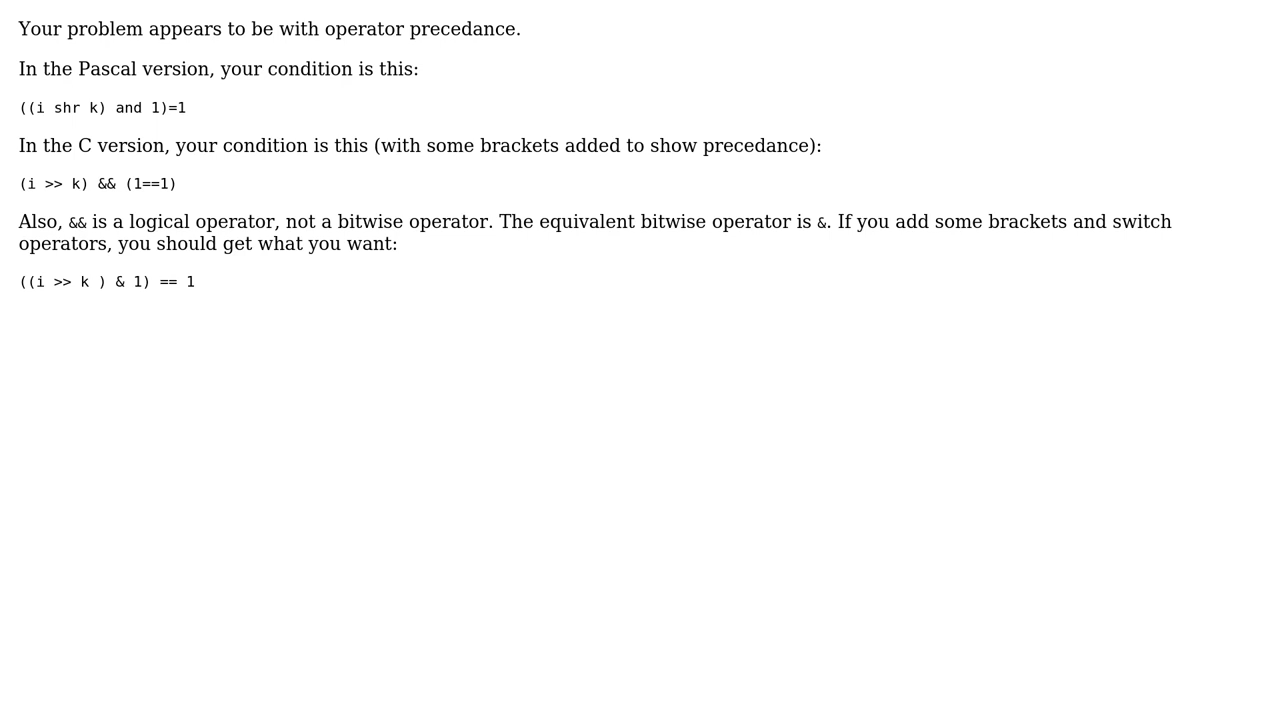 Your problem appears to be with operator precedance.
In the Pascal version, your condition is this:
((i shr k) and 1)=1
In the C version, your condition is this (with some brackets added to show precedance):
(i >> k) && (1==1)
Also, && is a logical operator, not a bitwise operator. The equivalent bitwise operator is &. If you add some brackets and switch
operators, you should get what you want:
((i >> k ) & 1) == 1